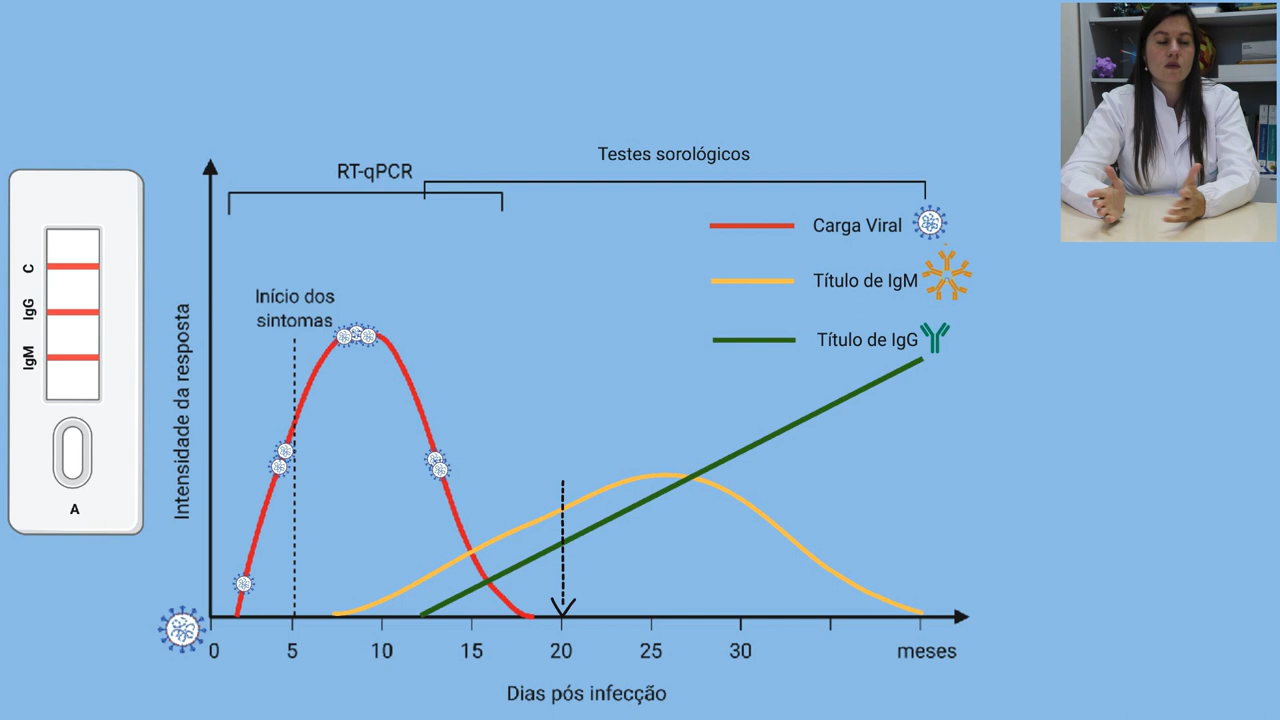 Testes sorológicos
RT-qPCR
Carga Viral
Título de IgM
Título de IgG
Início dos
sintomas
C
IgG
IgM
A
Intensidade da resposta
0
5
10
15
20
25
30
meses
Dias pós infecção